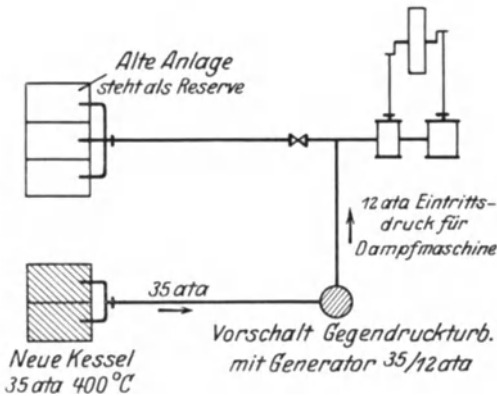 Alte Anlage
steht als Reserve
12 ata Eintritts-
druck für
Dampfmaschine
35 ata
Neue Kessel
35 ata 400°C
Vorschalt Gegendruckturb.
mit Generator 35/12 ata